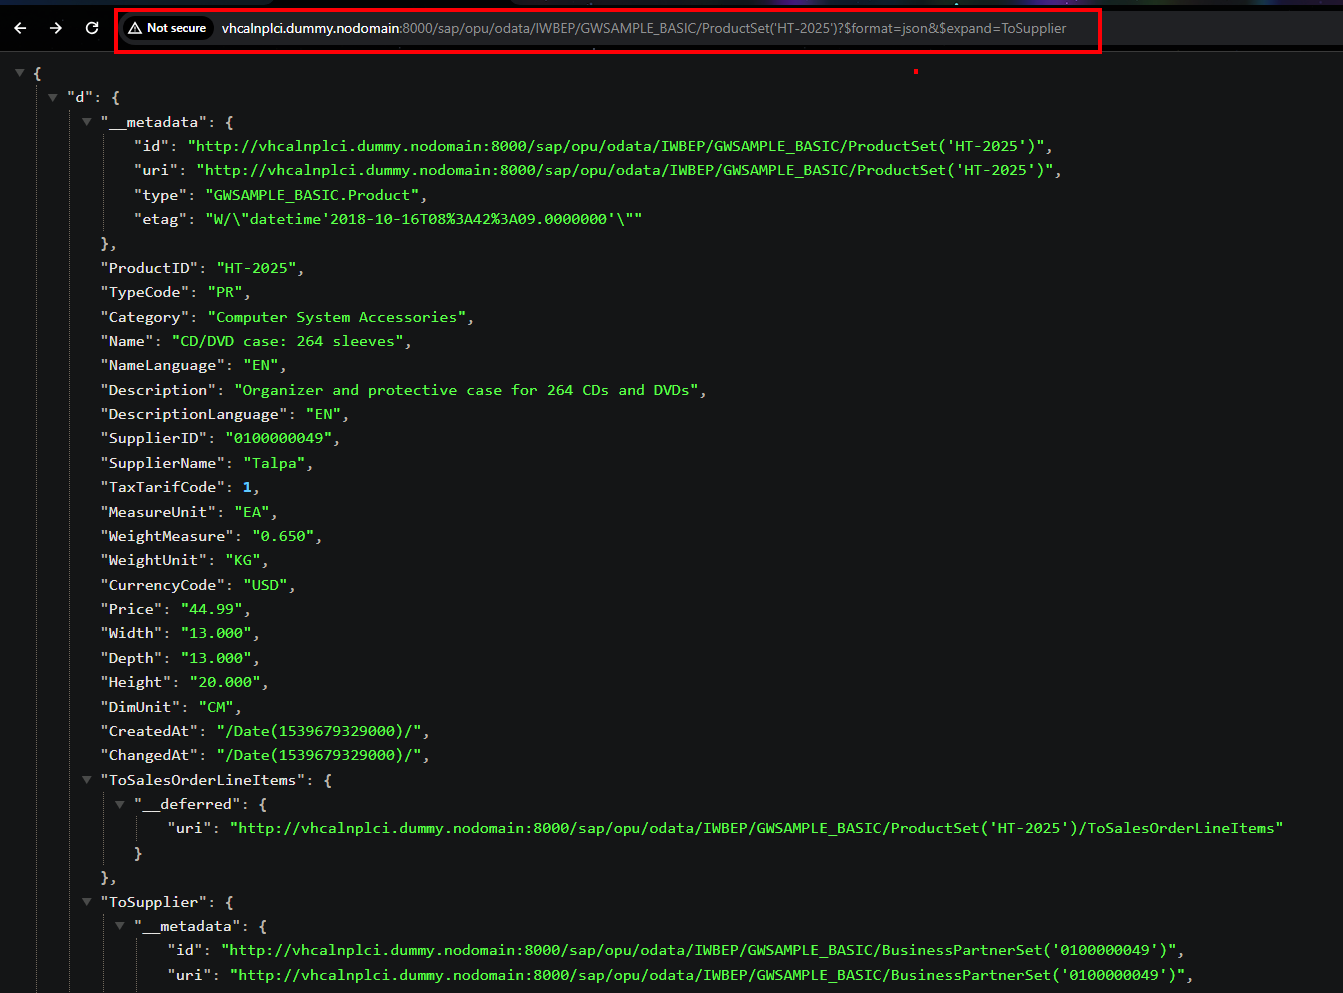 Not secure vhcalnplci.dummy.nodomain:8000/sap/opu/odata/IWBEP/GWSAMPLE_BASIC/ProductSet('HT-2025')?$format=json&$expand=ToSupplier
{
"d": {
"__metadata": {
"id": "http://vhcalnplci.dummy.nodomain:8000/sap/opu/odata/IWBEP/GWSAMPLE_BASIC/ProductSet('HT-2025')",
"uri": "http://vhcalnplci.dummy.nodomain:8000/sap/opu/odata/IWBEP/GWSAMPLE_BASIC/ProductSet('HT-2025')",
"type": "GWSAMPLE_BASIC.Product",
"etag": "W/\"datetime'2018-10-16T08%3A42%3A09.0000000'\""
},
"ProductID": "HT-2025",
"TypeCode": "PR",
"Category": "Computer System Accessories",
"Name": "CD/DVD case: 264 sleeves",
"NameLanguage": "EN",
"Description": "Organizer and protective case for 264 CDs and DVDs",
"DescriptionLanguage": "EN",
"SupplierID": "0100000049",
"SupplierName": "Talpa",
"TaxTarifCode": 1,
"MeasureUnit": "EA",
"WeightMeasure": "0.650",
"WeightUnit": "KG",
"CurrencyCode": "USD",
"Price": "44.99",
"Width": "13.000",
"Depth": "13.000",
"Height": "20.000",
"DimUnit": "CM",
"CreatedAt": "/Date(1539679329000)/",
"ChangedAt": "/Date(1539679329000)/",
"ToSalesOrderLineItems": {
"__deferred": {
"uri": "http://vhcalnplci.dummy.nodomain:8000/sap/opu/odata/IWBEP/GWSAMPLE_BASIC/ProductSet('HT-2025')/ToSalesOrderLineItems"
}
},
"ToSupplier": {
"__metadata": {
"id": "http://vhcalnplci.dummy.nodomain:8000/sap/opu/odata/IWBEP/GWSAMPLE_BASIC/BusinessPartnerSet('0100000049')",
"uri": "http://vhcalnplci.dummy.nodomain:8000/sap/opu/odata/IWBEP/GWSAMPLE_BASIC/BusinessPartnerSet('0100000049')",